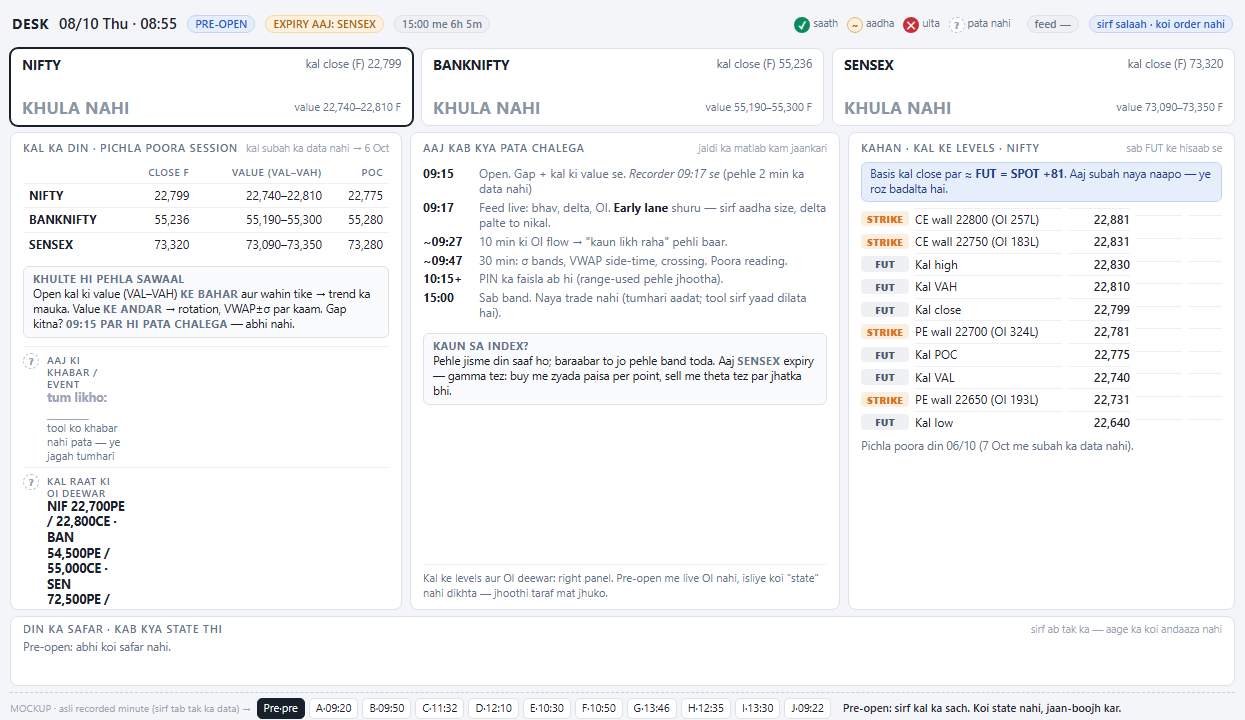 DESK 08/10 Thu · 08:55 PRE-OPEN EXPIRY AAJ: SENSEX 15:00 me 6h 5m ✓ saath ~ aadha ✕ ulta ? pata nahi feed — sirf salaah · koi order nahi
NIFTY kal close (F) 22,799
KHULA NAHI value 22,740–22,810 F
BANKNIFTY kal close (F) 55,236
KHULA NAHI value 55,190–55,300 F
SENSEX kal close (F) 73,320
KHULA NAHI value 73,090–73,350 F
KAL KA DIN · PICHLA POORA SESSION kal subah ka data nahi → 6 Oct
CLOSE F VALUE (VAL–VAH) POC
NIFTY 22,799 22,740–22,810 22,775
BANKNIFTY 55,236 55,190–55,300 55,280
SENSEX 73,320 73,090–73,350 73,280
KHULTE HI PEHLA SAWAAL
Open kal ki value (VAL–VAH) KE BAHAR aur wahin tike → trend ka
mauka. Value KE ANDAR → rotation, VWAP±σ par kaam. Gap
kitna? 09:15 PAR HI PATA CHALEGA — abhi nahi.
? AAJ KI
KHABAR /
EVENT
tum likho:
________
tool ko khabar
nahi pata — ye
jagah tumhari
? KAL RAAT KI
OI DEEWAR
NIF 22,700PE
/ 22,800CE ·
BAN
54,500PE /
55,000CE ·
SEN
72,500PE /
AAJ KAB KYA PATA CHALEGA jaldi ka matlab kam jaankari
09:15 Open. Gap + kal ki value se. Recorder 09:17 se (pehle 2 min ka
data nahi)
09:17 Feed live: bhav, delta, OI. Early lane shuru — sirf aadha size, delta
palte to nikal.
~09:27 10 min ki OI flow → "kaun likh raha" pehli baar.
~09:47 30 min: σ bands, VWAP side-time, crossing. Poora reading.
10:15+ PIN ka faisla ab hi (range-used pehle jhootha).
15:00 Sab band. Naya trade nahi (tumhari aadat; tool sirf yaad dilata
hai).
KAUN SA INDEX?
Pehle jisme din saaf ho; baraabar to jo pehle band toda. Aaj SENSEX expiry
— gamma tez: buy me zyada paisa per point, sell me theta tez par jhatka
bhi.
Kal ke levels aur OI deewar: right panel. Pre-open me live OI nahi, isliye koi "state"
nahi dikhta — jhoothi taraf mat jhuko.
KAHAN · KAL KE LEVELS · NIFTY sab FUT ke hisaab se
Basis kal close par ≈ FUT = SPOT +81. Aaj subah naya naapo — ye
roz badalta hai.
STRIKE CE wall 22800 (OI 257L) 22,881
STRIKE CE wall 22750 (OI 183L) 22,831
FUT Kal high 22,830
FUT Kal VAH 22,810
FUT Kal close 22,799
STRIKE PE wall 22700 (OI 324L) 22,781
FUT Kal POC 22,775
FUT Kal VAL 22,740
STRIKE PE wall 22650 (OI 193L) 22,731
FUT Kal low 22,640
Pichla poora din 06/10 (7 Oct me subah ka data nahi).
DIN KA SAFAR · KAB KYA STATE THI sirf ab tak ka — aage ka koi andaaza nahi
Pre-open: abhi koi safar nahi.
MOCKUP · asli recorded minute (sirf tab tak ka data) → Pre·pre A·09:20 B·09:50 C·11:32 D·12:10 E·10:30 F·10:50 G·13:46 H·12:35 I·13:30 J·09:22 Pre-open: sirf kal ka sach. Koi state nahi, jaan-boojh kar.